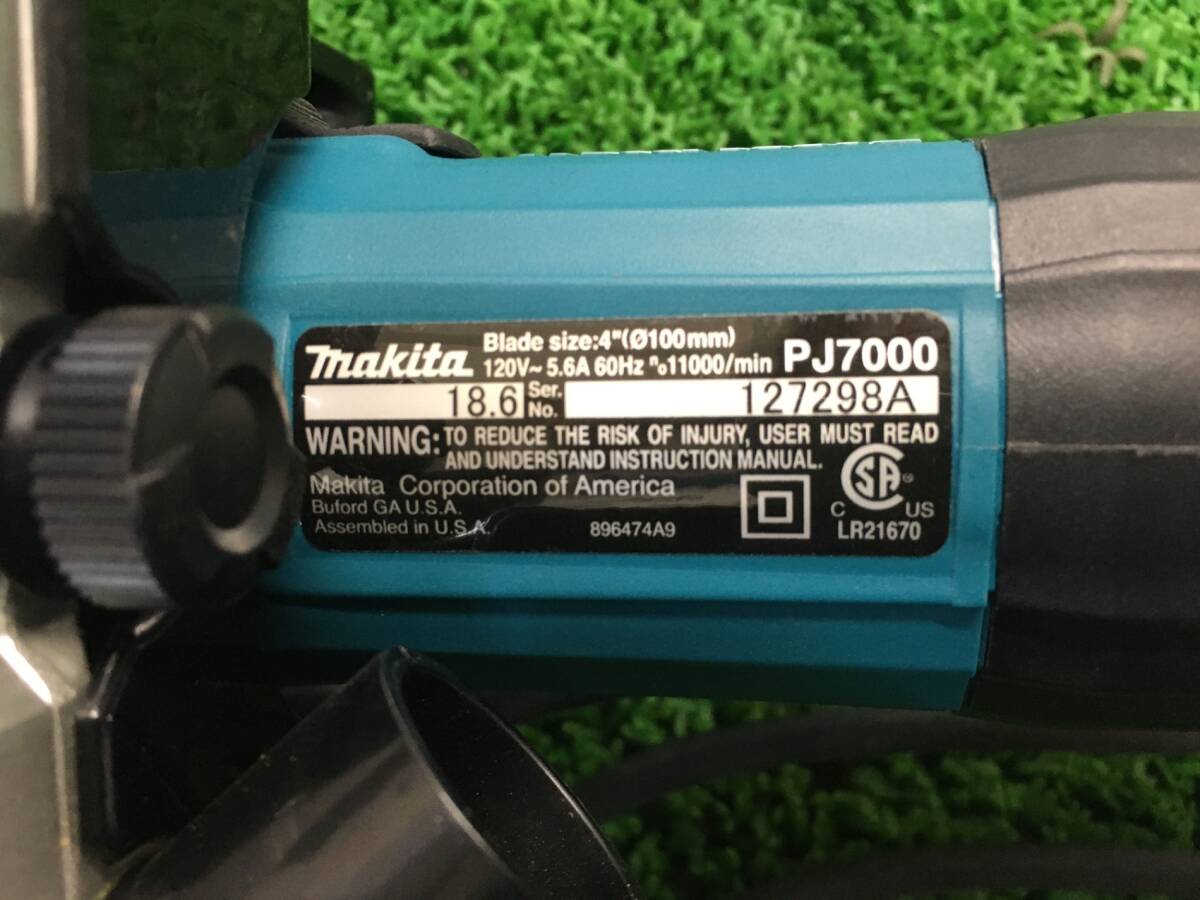 makita Blade size:4"(Ø100mm)
120V~ 5.6A 60Hz n₀11000/min PJ7000
18.6 Ser. No. 127298A
WARNING: TO REDUCE THE RISK OF INJURY, USER MUST READ
AND UNDERSTAND INSTRUCTION MANUAL.
Makita Corporation of America
Buford GA U.S.A.
Assembled in U.S.A.
896474A9
CSA ®
C US
LR21670